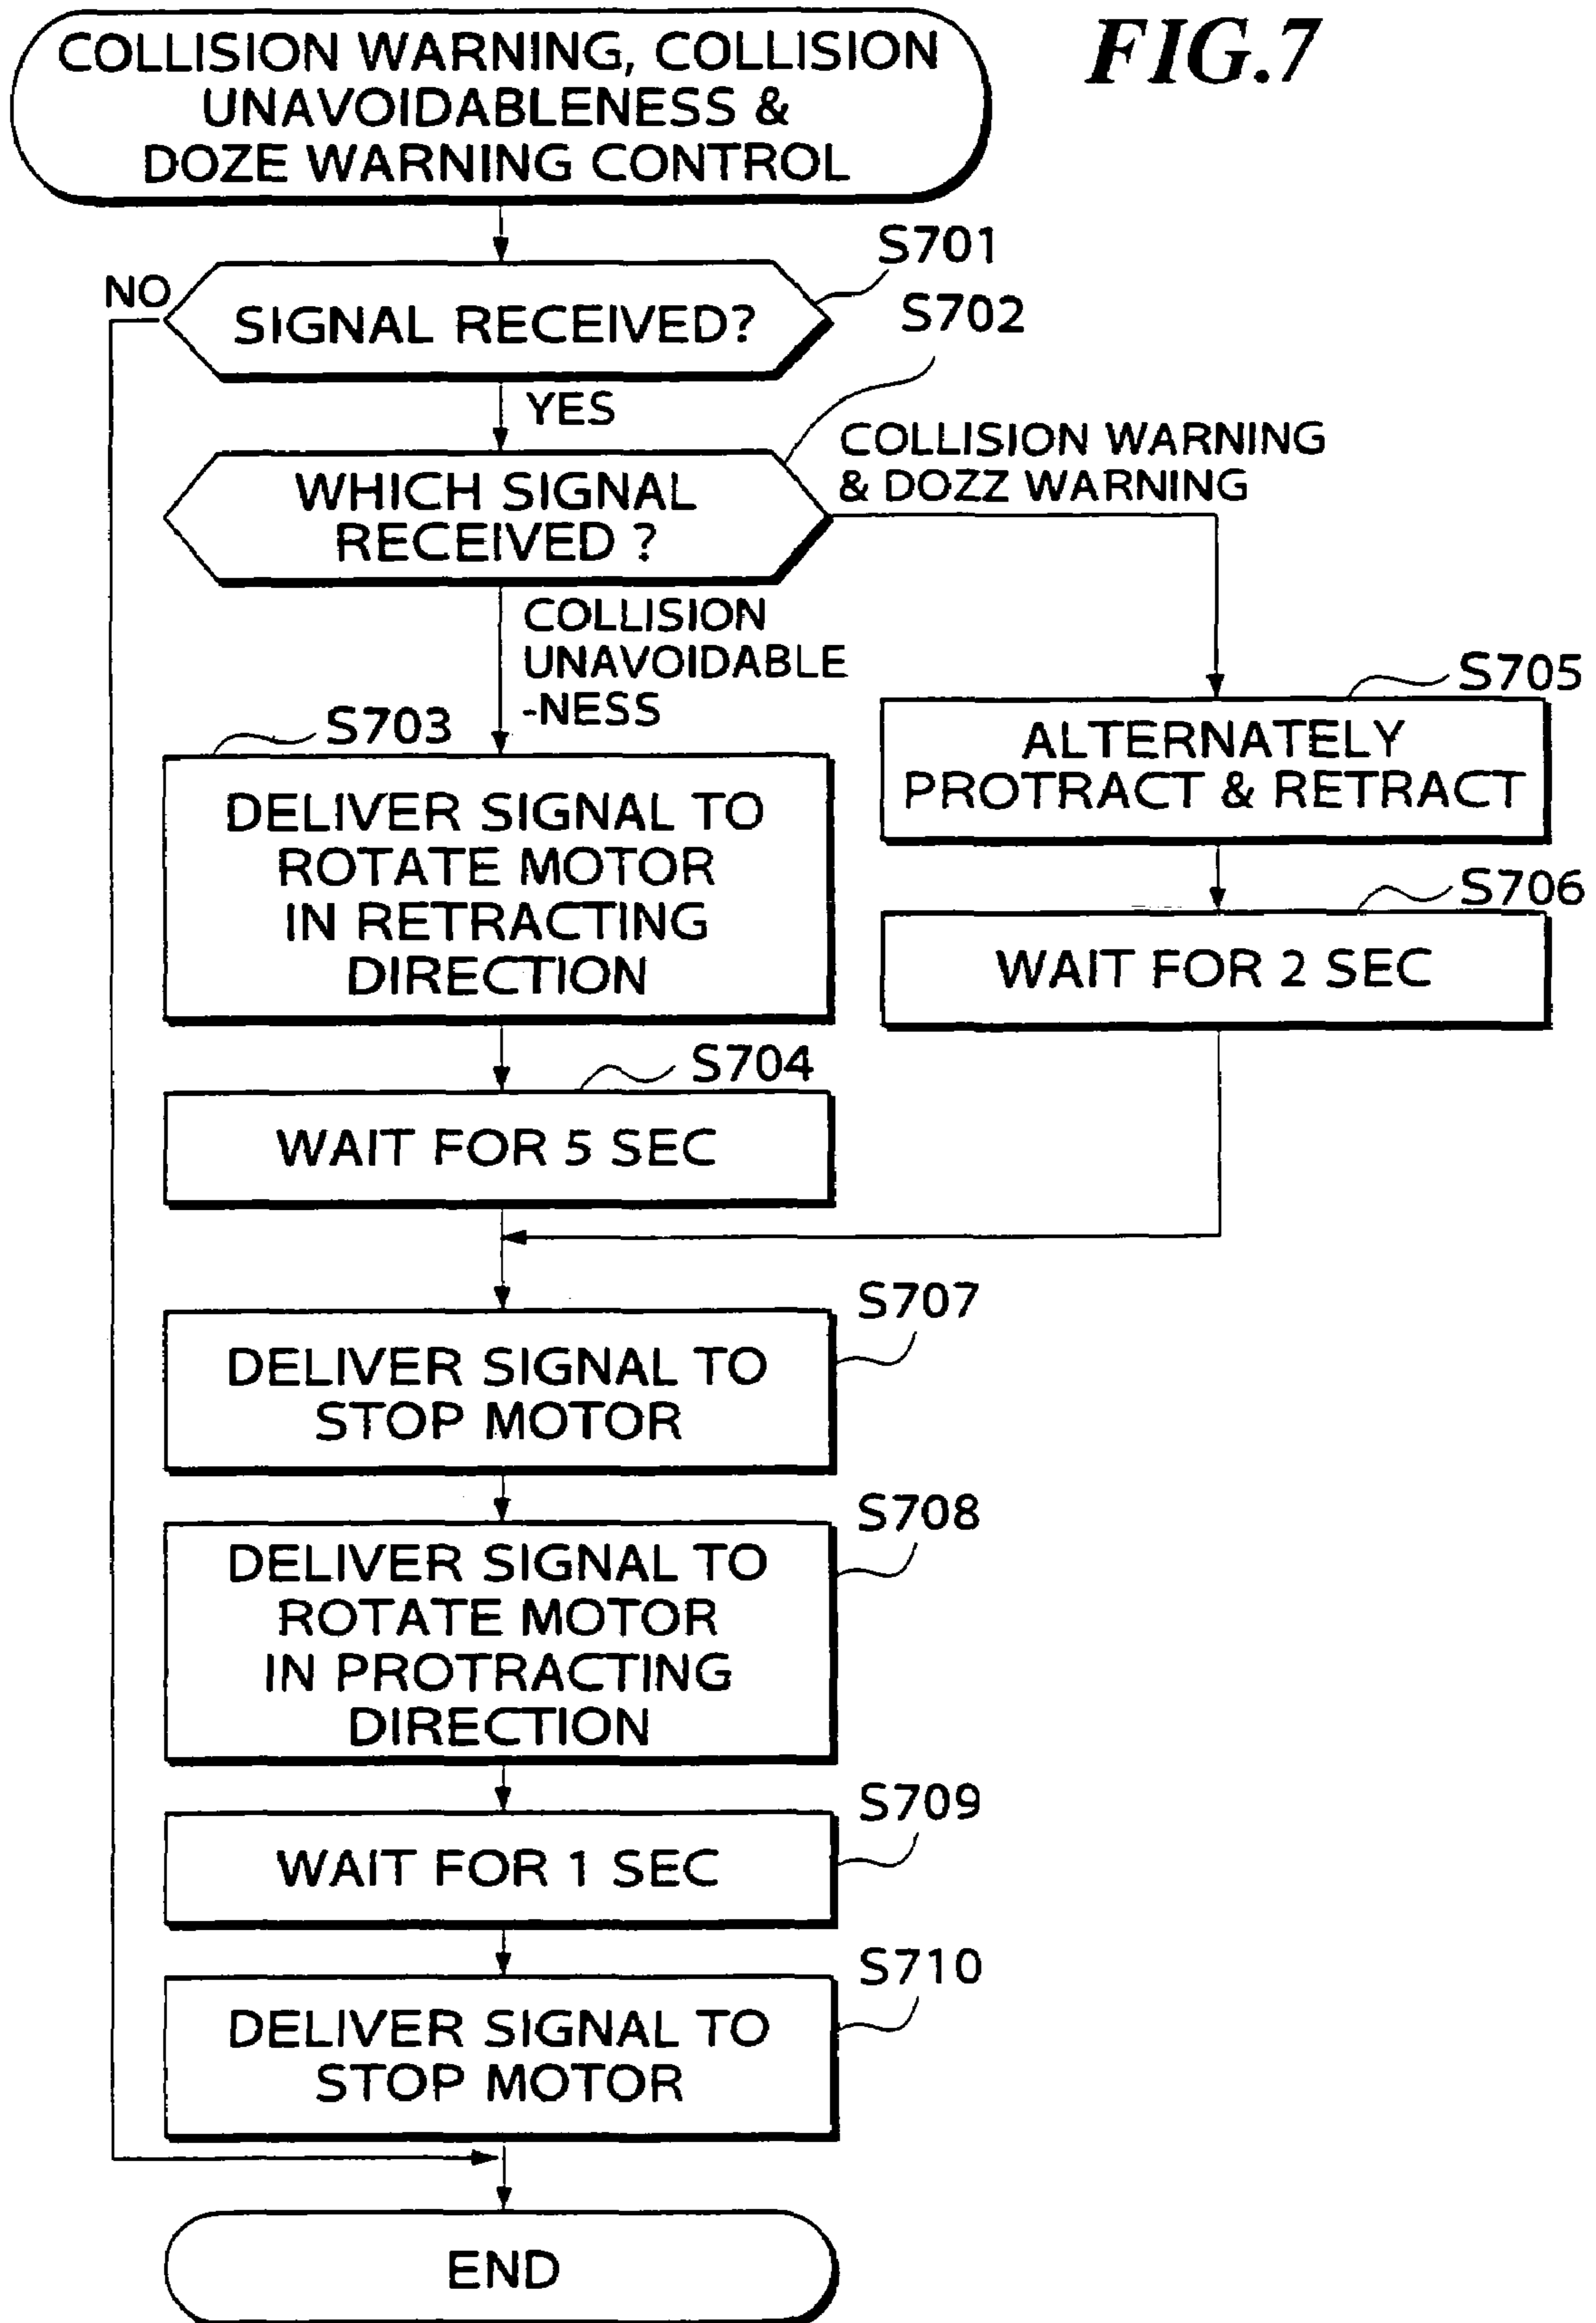 FIG.7
COLLISION WARNING, COLLISION
UNAVOIDABLENESS &
DOZE WARNING CONTROL
S701
NO
SIGNAL RECEIVED?
S702
YES
COLLISION WARNING
& DOZZ WARNING
WHICH SIGNAL
RECEIVED ?
COLLISION
UNAVOIDABLE
-NESS
S703
DELIVER SIGNAL TO
ROTATE MOTOR
IN RETRACTING
DIRECTION
S705
ALTERNATELY
PROTRACT & RETRACT
S706
WAIT FOR 2 SEC
S704
WAIT FOR 5 SEC
S707
DELIVER SIGNAL TO
STOP MOTOR
S708
DELIVER SIGNAL TO
ROTATE MOTOR
IN PROTRACTING
DIRECTION
S709
WAIT FOR 1 SEC
S710
DELIVER SIGNAL TO
STOP MOTOR
END